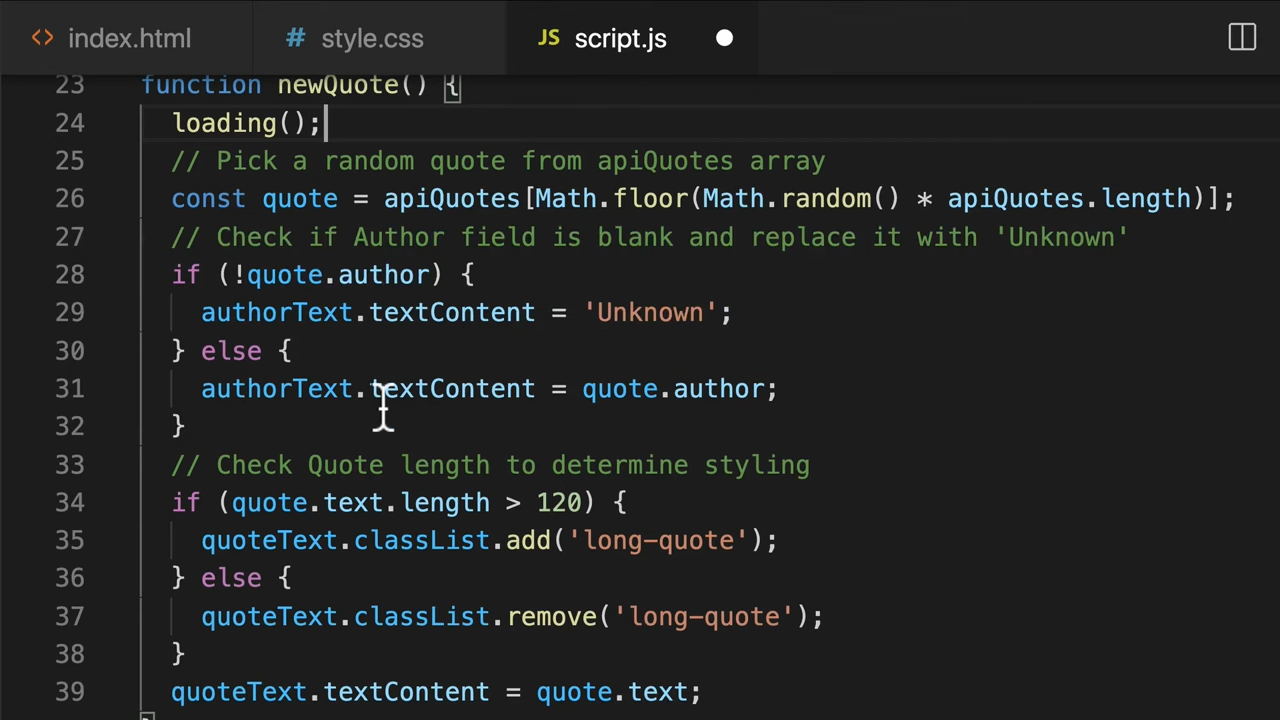 <> index.html # style.css JS script.js
23 function newQuote() {
24 loading();
25 // Pick a random quote from apiQuotes array
26 const quote = apiQuotes[Math.floor(Math.random() * apiQuotes.length)];
27 // Check if Author field is blank and replace it with 'Unknown'
28 if (!quote.author) {
29 authorText.textContent = 'Unknown';
30 } else {
31 authorText.textContent = quote.author;
32 }
33 // Check Quote length to determine styling
34 if (quote.text.length > 120) {
35 quoteText.classList.add('long-quote');
36 } else {
37 quoteText.classList.remove('long-quote');
38 }
39 quoteText.textContent = quote.text;